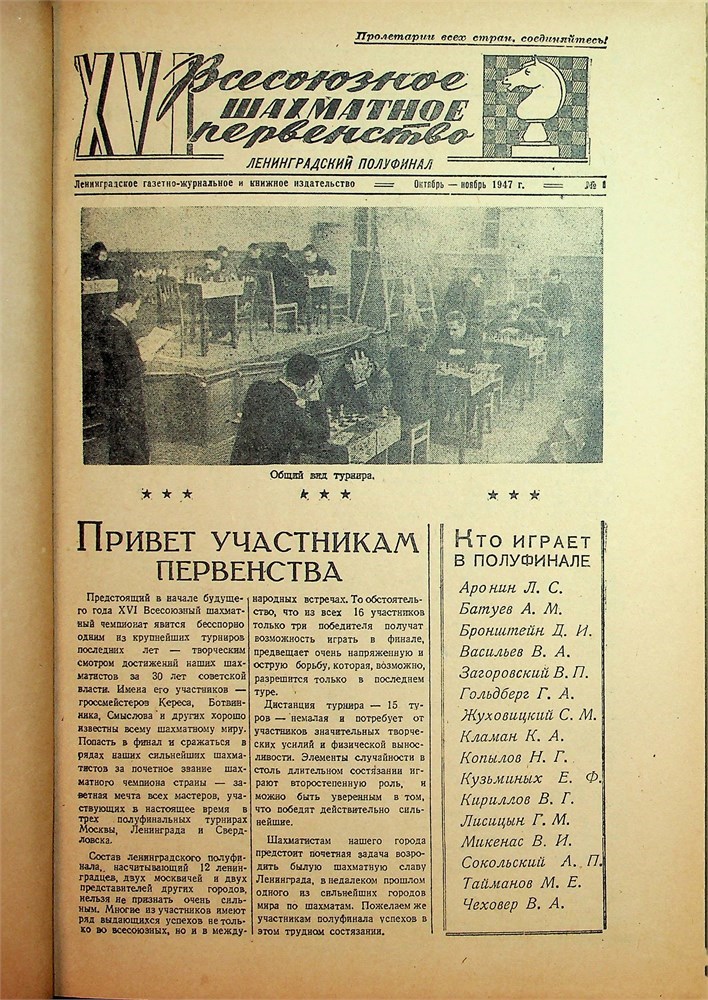 Пролетарии всех стран, соединяйтесь!
XVI Всесоюзное
ШАХМАТНОЕ
первенство
ЛЕНИНГРАДСКИЙ ПОЛУФИНАЛ
Ленинградское газетно-журнальное и книжное издательство Октябрь — ноябрь 1947 г. № 1
Общий вид турнира.
ПРИВЕТ УЧАСТНИКАМ
ПЕРВЕНСТВА
Предстоящий в начале будуще-
го года XVI Всесоюзный шахмат-
ный чемпионат явится бесспорно
одним из крупнейших турниров
последних лет — творческим
смотром достижений наших шах-
матистов за 30 лет советской
власти. Имена его участников —
гроссмейстеров Кереса, Ботвин-
ника, Смыслова и других хорошо
известны всему шахматному миру.
Попасть в финал и сражаться в
рядах наших сильнейших шахма-
тистов за почетное звание шах-
матного чемпиона страны — за-
ветная мечта всех мастеров, уча-
ствующих в настоящее время в
трех полуфинальных турнирах
Москвы, Ленинграда и Сверд-
ловска.
Состав ленинградского полуфи-
нала, насчитывающий 12 ленин-
градцев, двух москвичей и двух
представителей других городов,
нельзя не признать очень силь-
ным. Многие из участников имеют
ряд выдающихся успехов не толь-
ко во всесоюзных, но и в между-
народных встречах. То обстоятель-
ство, что из всех 16 участников
только три победителя получат
возможность играть в финале,
предвещает очень напряженную и
острую борьбу, которая, возможно,
разрешится только в последнем
туре.
Дистанция турнира — 15 ту-
ров — немалая и потребует от
участников значительных творче-
ских усилий и физической вынос-
ливости. Элементы случайности в
столь длительном состязании иг-
рают второстепенную роль, и
можно быть уверенным в том,
что победят действительно силь-
нейшие.
Шахматистам нашего города
предстоит почетная задача возро-
дить былую шахматную славу
Ленинграда, в недалеком прошлом
одного из сильнейших городов
мира по шахматам. Пожелаем же
участникам полуфинала успехов в
этом трудном состязании.
КТО ИГРАЕТ
В ПОЛУФИНАЛЕ
Аронин Л. С.
Батуев А. М.
Бронштейн Д. И.
Васильев В. А.
Загоровский В. П.
Гольдберг Г. А.
Жуховицкий С. М.
Кламан К. А.
Копылов Н. Г.
Кузьминых Е. Ф.
Кириллов В. Г.
Лисицын Г. М.
Микенас В. И.
Сокольский А. П.
Тайманов М. Е.
Чеховер В. А.